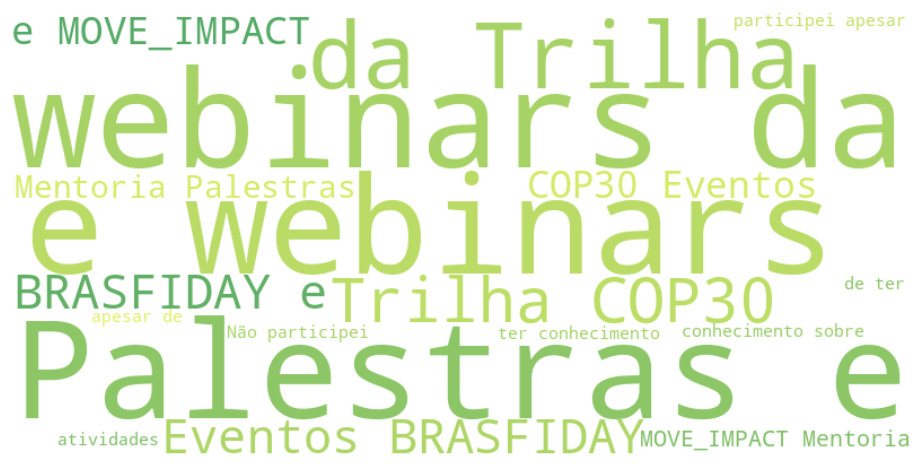 e MOVE_IMPACT
da Trilha
participei apesar
webinars da
Mentoria Palestras
COP30 Eventos
e webinars
BRASFIDAY e
Trilha COP30
de ter
apesar de
Não participei
ter conhecimento
conhecimento sobre
Palestras e
atividades
Eventos BRASFIDAY
MOVE_IMPACT Mentoria